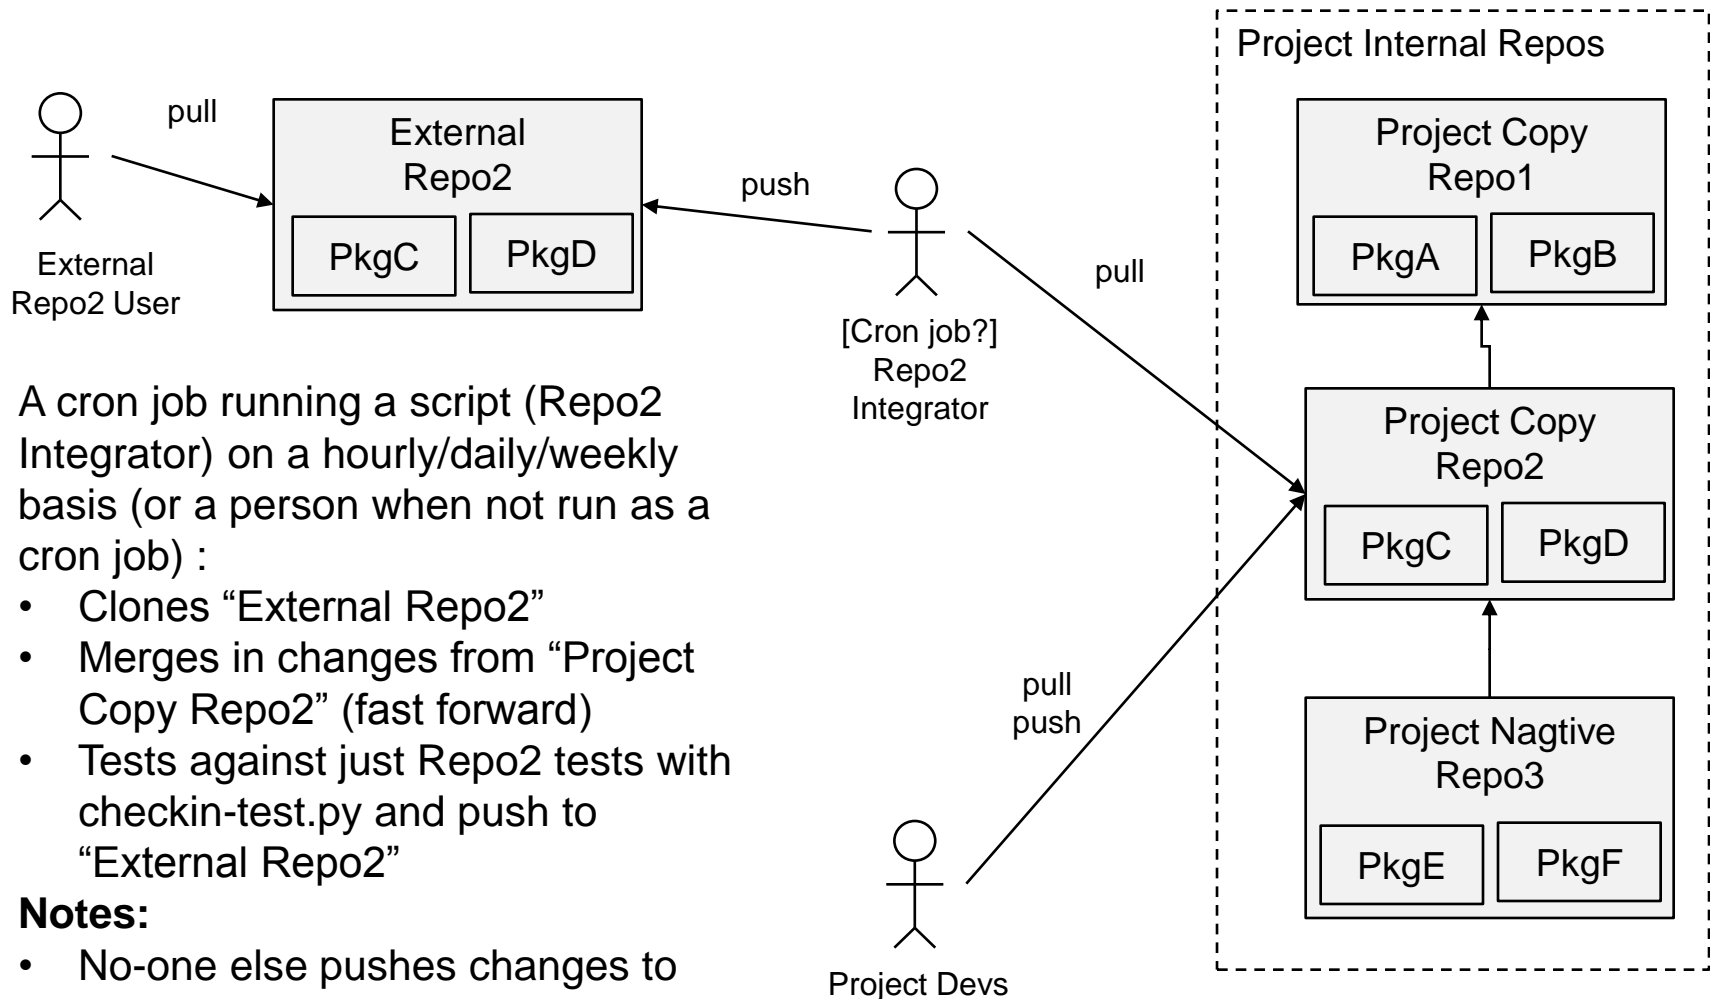 Project Internal Repos
pull
External
Repo2
PkgC
PkgD
External
Repo2 User
push
[Cron job?]
Repo2
Integrator
pull
Project Copy
Repo1
PkgA
PkgB
Project Copy
Repo2
PkgC
PkgD
Project Nagtive
Repo3
PkgE
PkgF
pull
push
Project Devs
A cron job running a script (Repo2
Integrator) on a hourly/daily/weekly
basis (or a person when not run as a
cron job) :
• Clones “External Repo2”
• Merges in changes from “Project
Copy Repo2” (fast forward)
• Tests against just Repo2 tests with
checkin-test.py and push to
“External Repo2”
Notes:
• No-one else pushes changes to